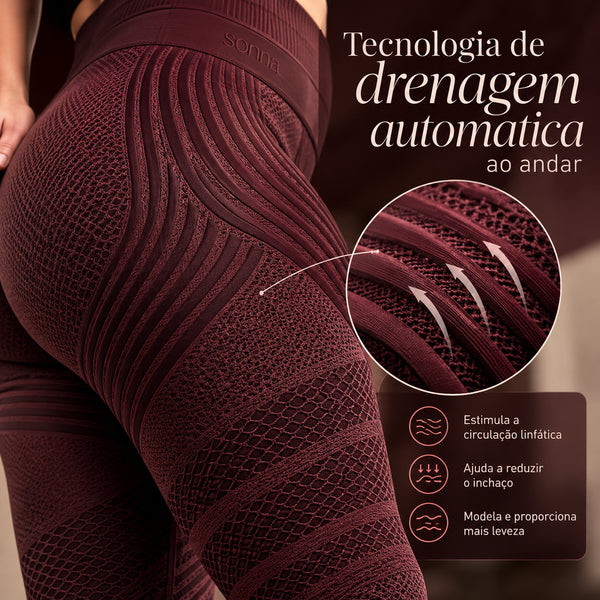 sonna
Tecnologia de
drenagem
automatica
ao andar
Estimula a
circulação linfática
Ajuda a reduzir
o inchaço
Modela e proporciona
mais leveza